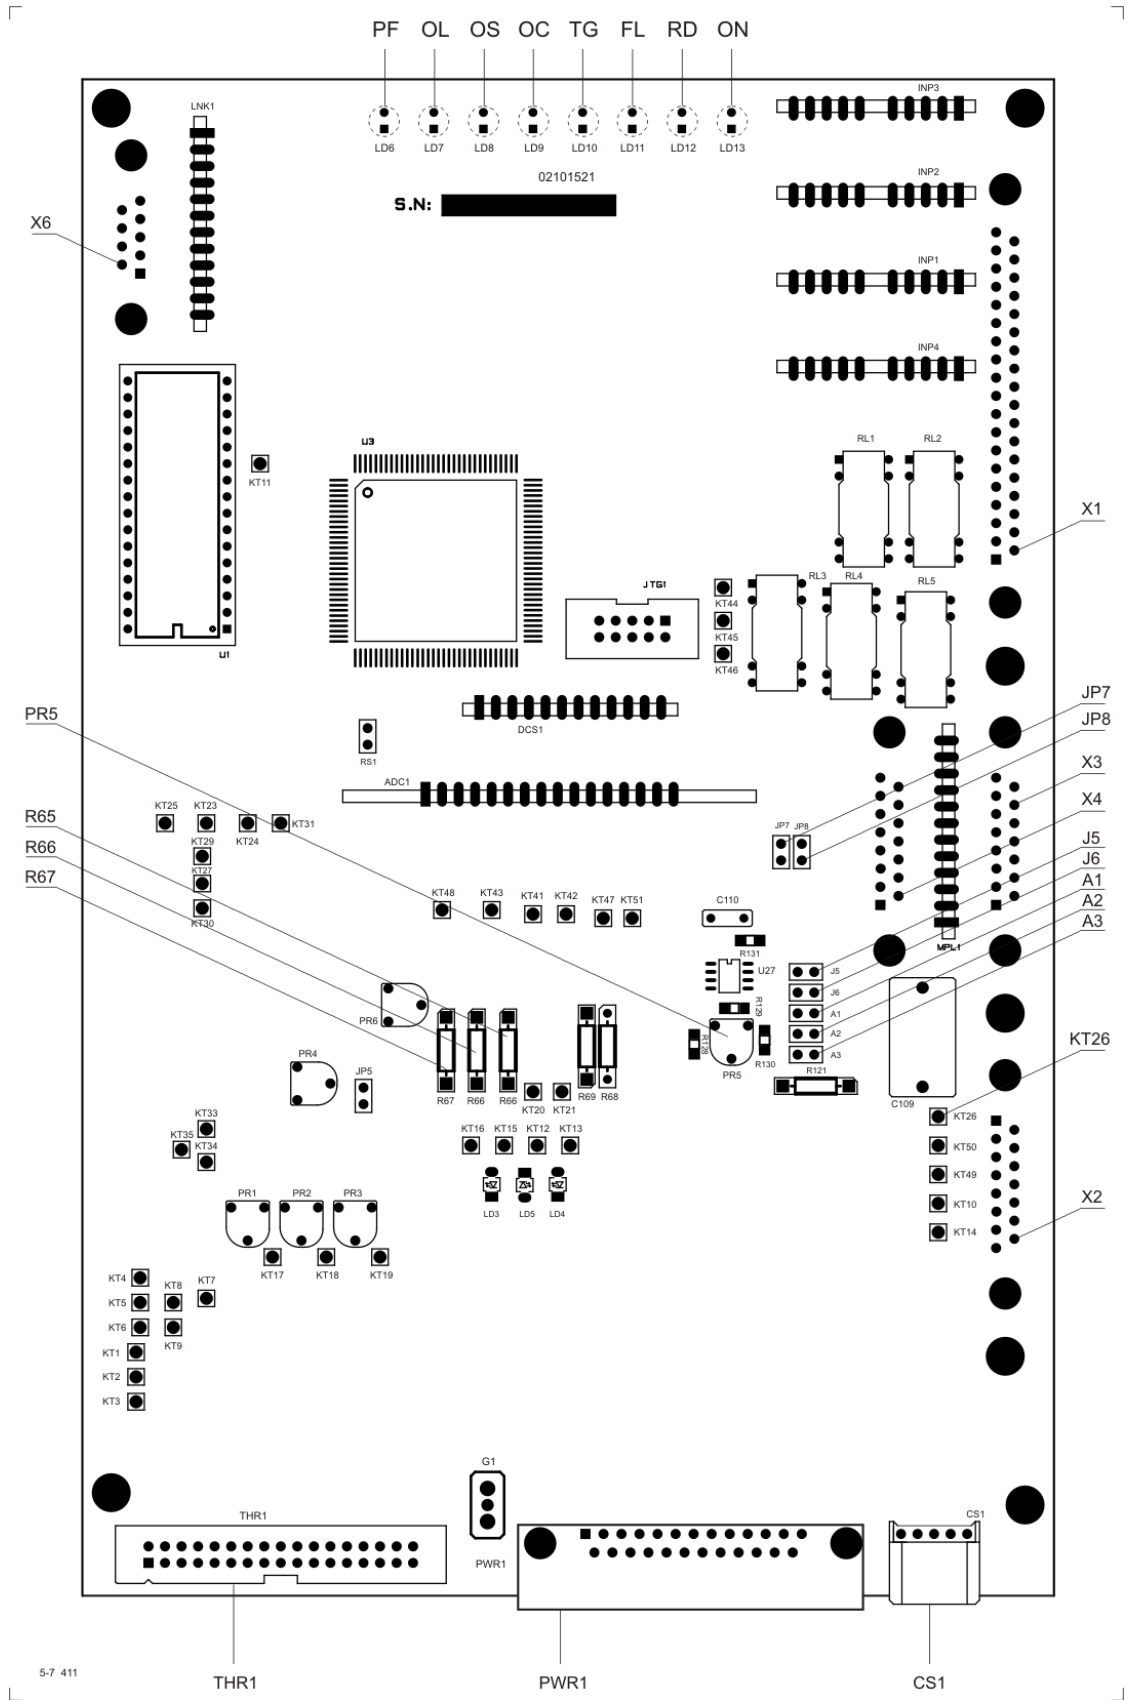 PF OL OS OC TG FL RD ON
LNK1
INP3
LD6 LD7 LD8 LD9 LD10 LD11 LD12 LD13
02101521
INP2
S.N:
X6
INP1
INP4
U3
RL1 RL2
KT11
X1
JTG1
RL3 RL4 RL5
KT44
KT45
U1
KT46
JP7
PR5
JP8
DCS1
RS1
X3
ADC1
X4
KT25 KT23
R65
KT24 KT31
JP7 JP8
J5
KT29
R66
J6
KT27
R67
A1
KT48 KT43 KT41 KT42 KT47 KT51
C110
A2
KT30
A3
R131
MPL1
U27
J5
J6
R129
A1
PR6
A2
KT26
R128
R130
A3
PR4
PR5
R121
JP5
R67 R66 R66 R69 R68
KT20 KT21
C109
KT33
KT26
KT35
KT34
KT16 KT15 KT12 KT13
KT50
KT49
PR1 PR2 PR3
X2
KT10
LD3 LD5 LD4
KT14
KT17 KT18 KT19
KT4
KT8
KT7
KT5
KT6
KT9
KT1
KT2
KT3
G1
THR1
CS1
PWR1
5-7 411
THR1
PWR1
CS1